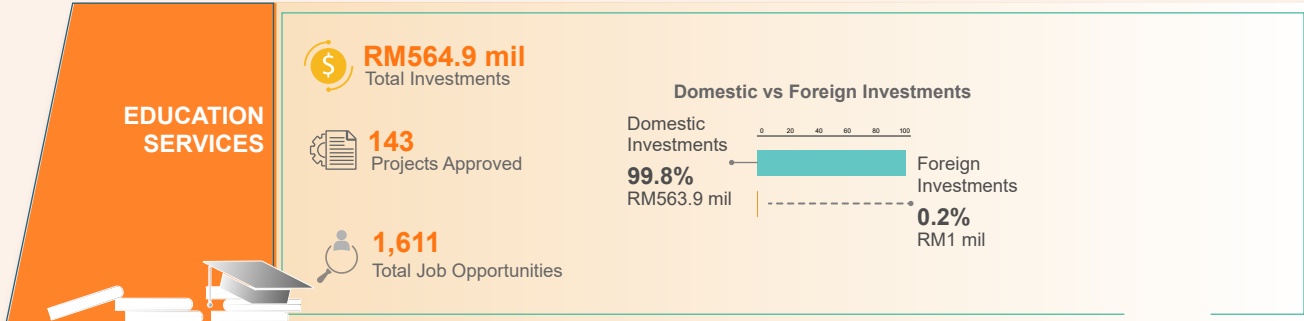 EDUCATION
SERVICES
RM564.9 mil
Total Investments
143
Projects Approved
1,611
Total Job Opportunities
Domestic vs Foreign Investments
Domestic
Investments
99.8%
RM563.9 mil
0 20 40 60 80 100
Foreign
Investments
0.2%
RM1 mil